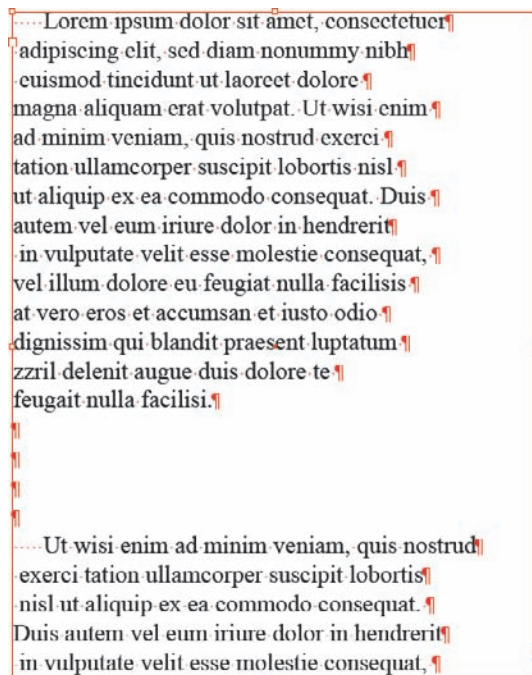 Lorem ipsum dolor sit amet, consectetuer¶
adipiscing elit, sed diam nonummy nibh¶
euismod tincidunt ut laoreet dolore ¶
magna aliquam erat volutpat. Ut wisi enim ¶
ad minim veniam, quis nostrud exerci ¶
tation ullamcorper suscipit lobortis nisl ¶
ut aliquip ex ea commodo consequat. Duis ¶
autem vel eum iriure dolor in hendrerit¶
in vulputate velit esse molestie consequat, ¶
vel illum dolore eu feugiat nulla facilisis ¶
at vero eros et accumsan et iusto odio ¶
dignissim qui blandit praesent luptatum ¶
zzril delenit augue duis dolore te ¶
feugait nulla facilisi.¶
¶
¶
¶
¶
Ut wisi enim ad minim veniam, quis nostrud¶
exerci tation ullamcorper suscipit lobortis¶
nisl ut aliquip ex ea commodo consequat. ¶
Duis autem vel eum iriure dolor in hendrerit¶
in vulputate velit esse molestie consequat, ¶